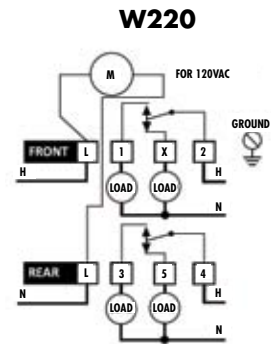 W220
M FOR 120VAC
GROUND
FRONT L 1 X 2
H LOAD LOAD H
N
REAR L 3 5 4
N LOAD LOAD H
N